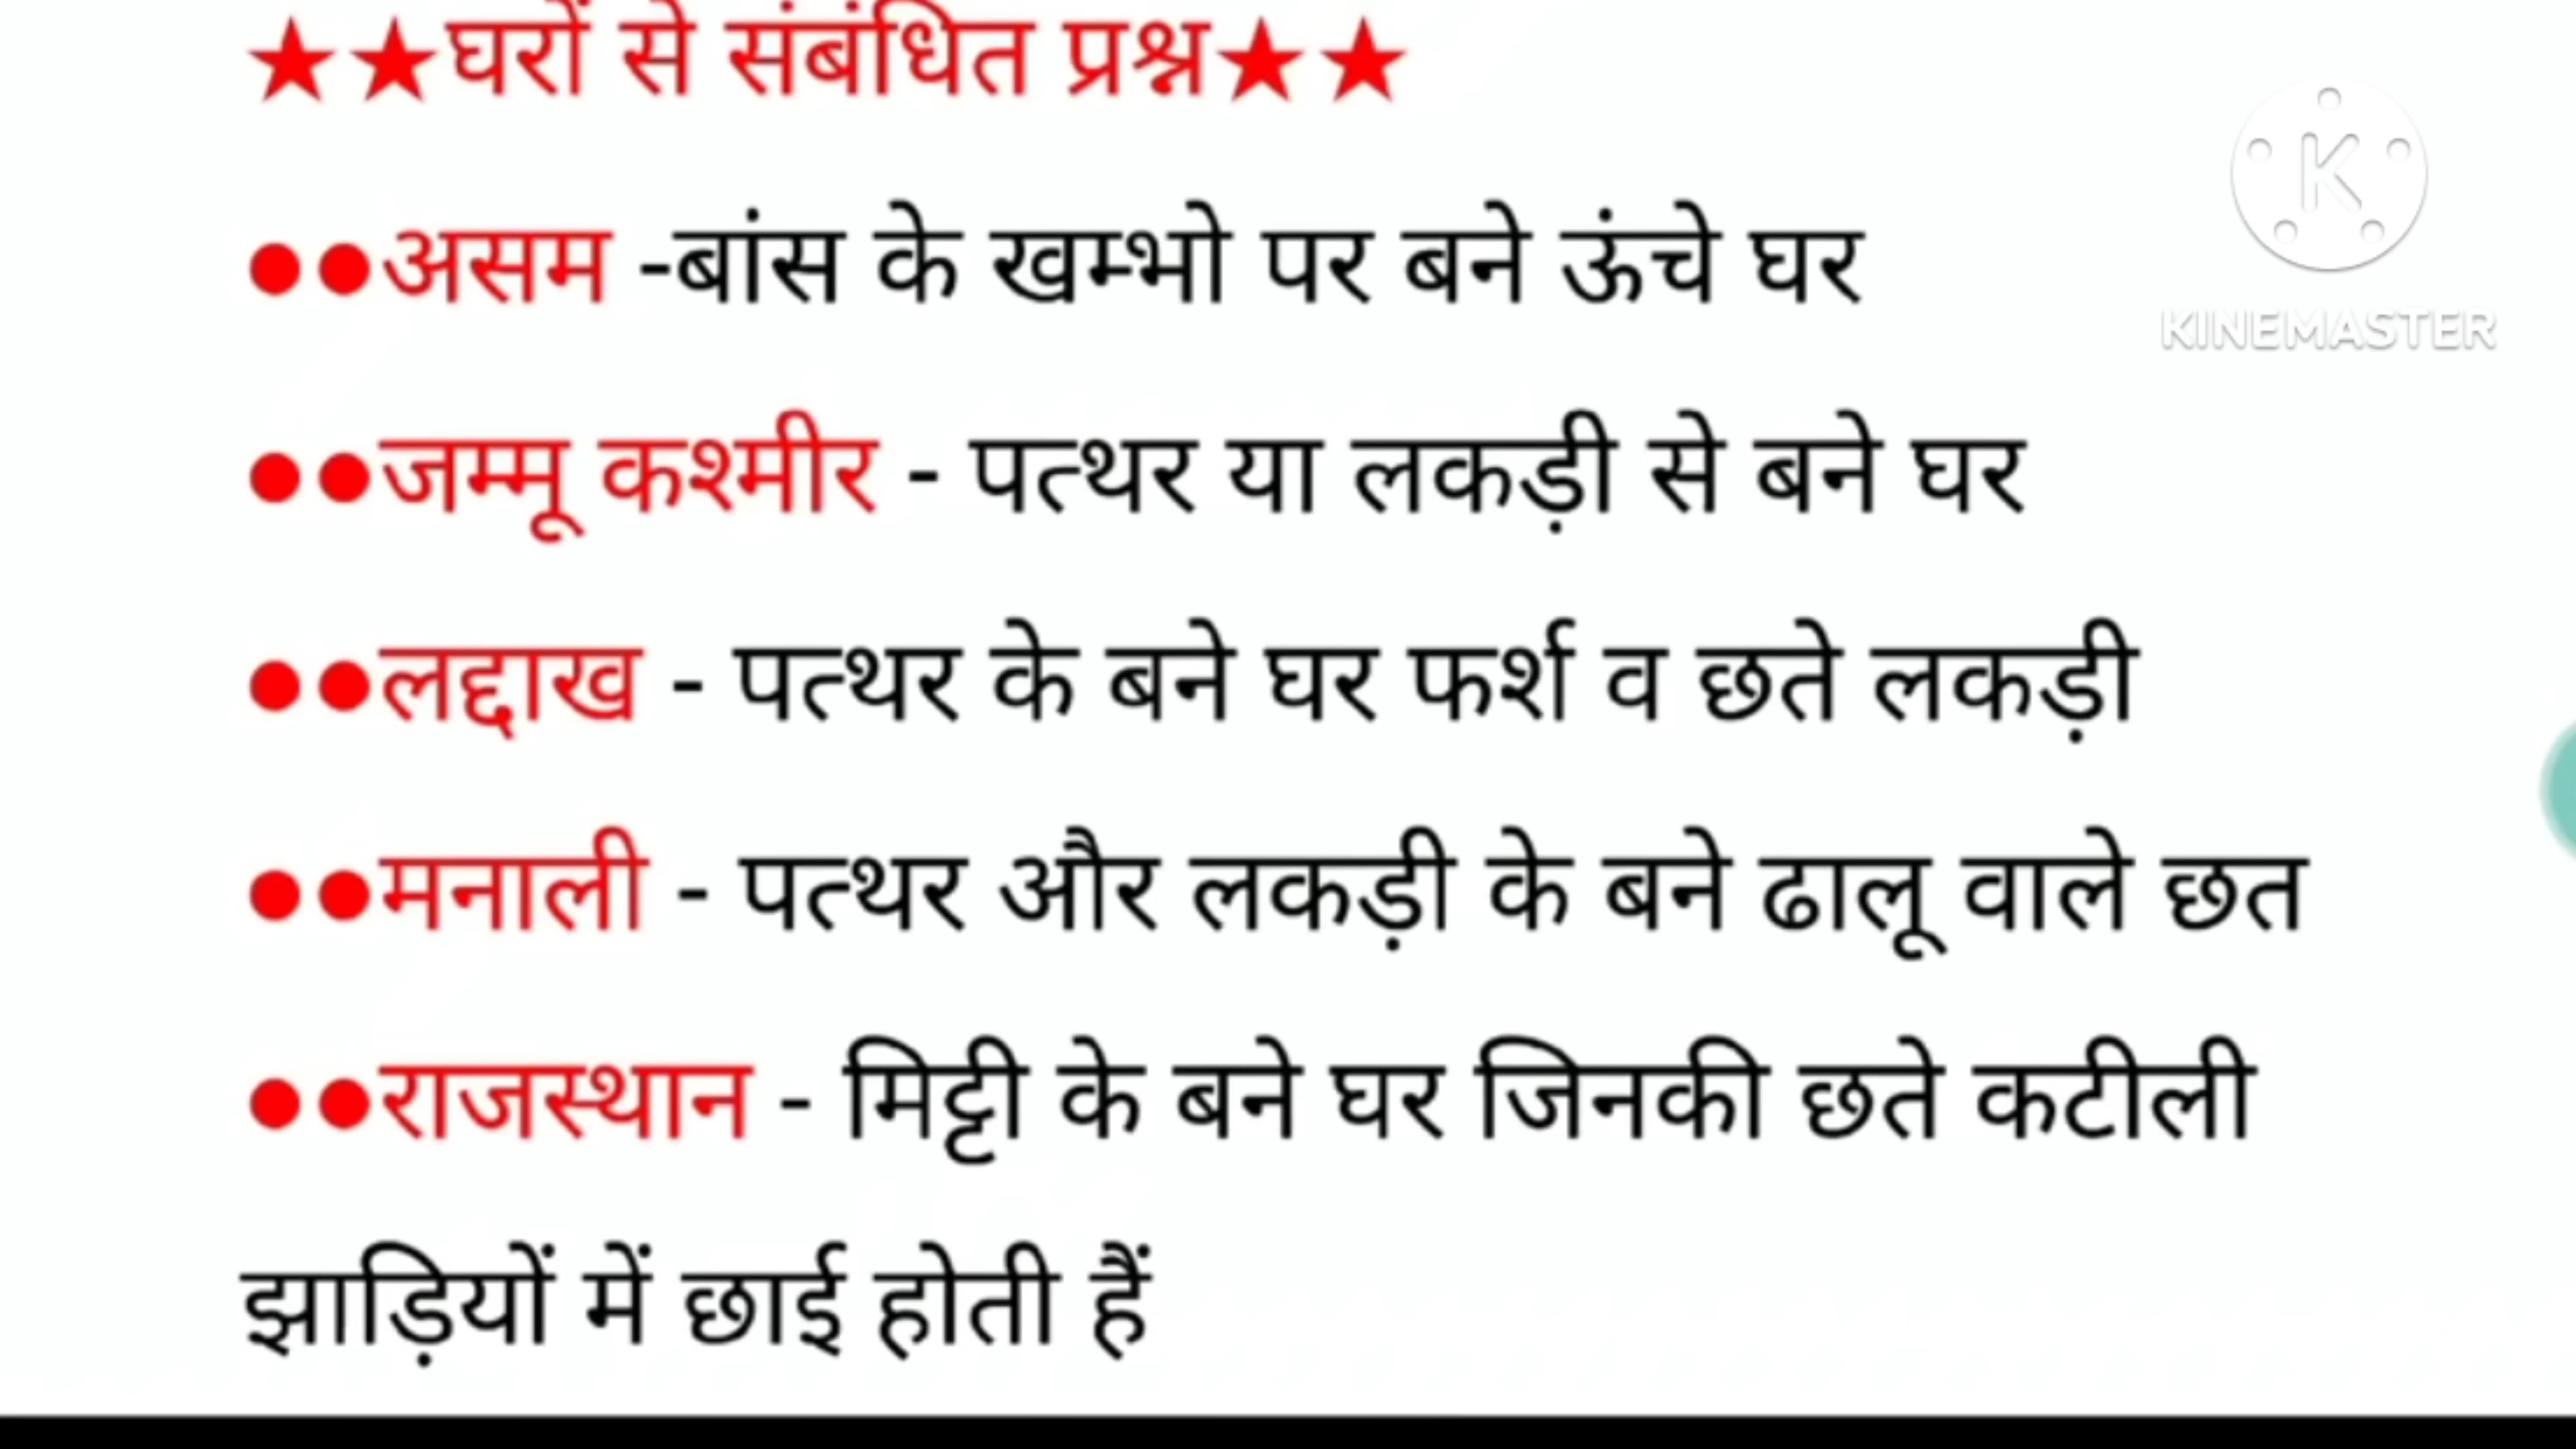 ★★घरों से संबंधित प्रश्न★★
●●असम -बांस के खम्भो पर बने ऊंचे घर
KINEMASTER
●●जम्मू कश्मीर - पत्थर या लकड़ी से बने घर
●●लद्दाख - पत्थर के बने घर फर्श व छते लकड़ी
●●मनाली - पत्थर और लकड़ी के बने ढालू वाले छत
●●राजस्थान - मिट्टी के बने घर जिनकी छते कटीली
झाड़ियों में छाई होती हैं